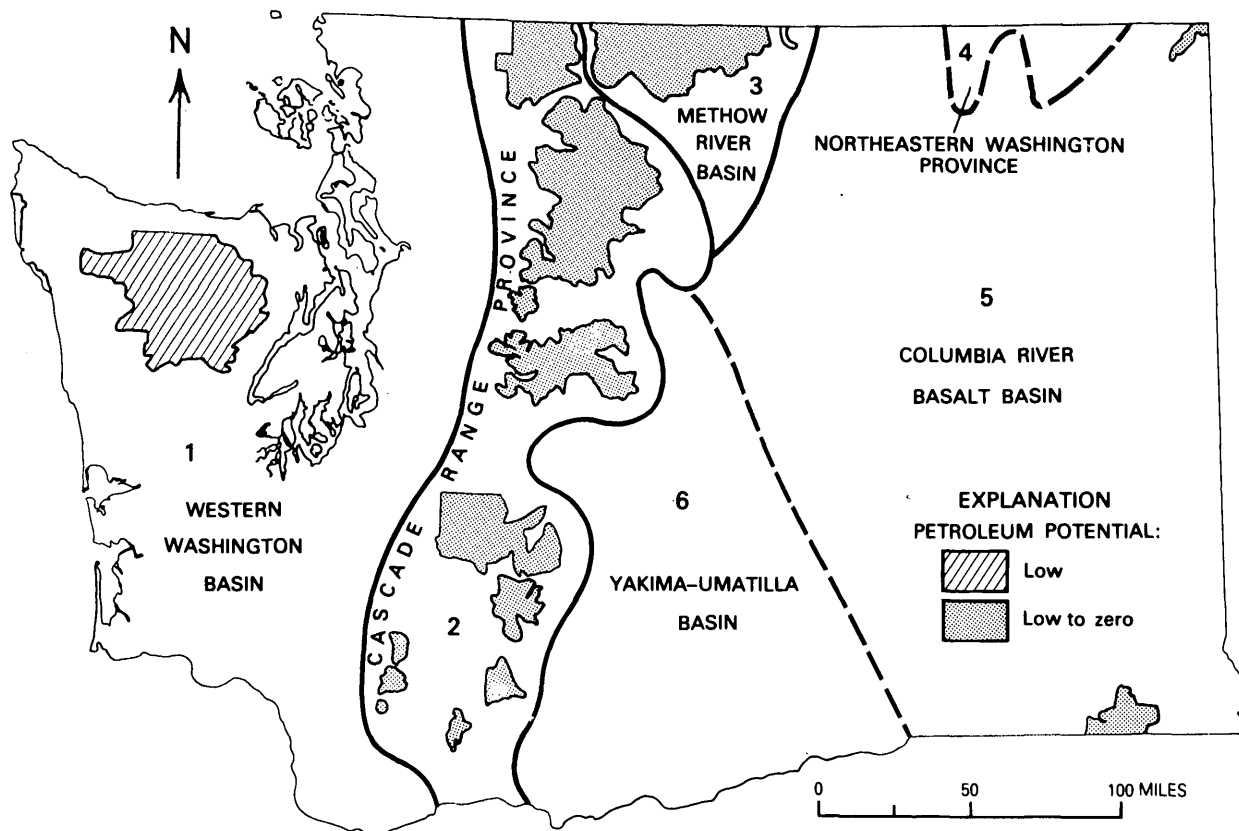 N
4
3
METHOW
RIVER
BASIN
NORTHEASTERN WASHINGTON
PROVINCE
CASCADE RANGE PROVINCE
5
COLUMBIA RIVER
BASALT BASIN
1
WESTERN
WASHINGTON
BASIN
6
YAKIMA–UMATILLA
BASIN
2
EXPLANATION
PETROLEUM POTENTIAL:
Low
Low to zero
0 50 100 MILES